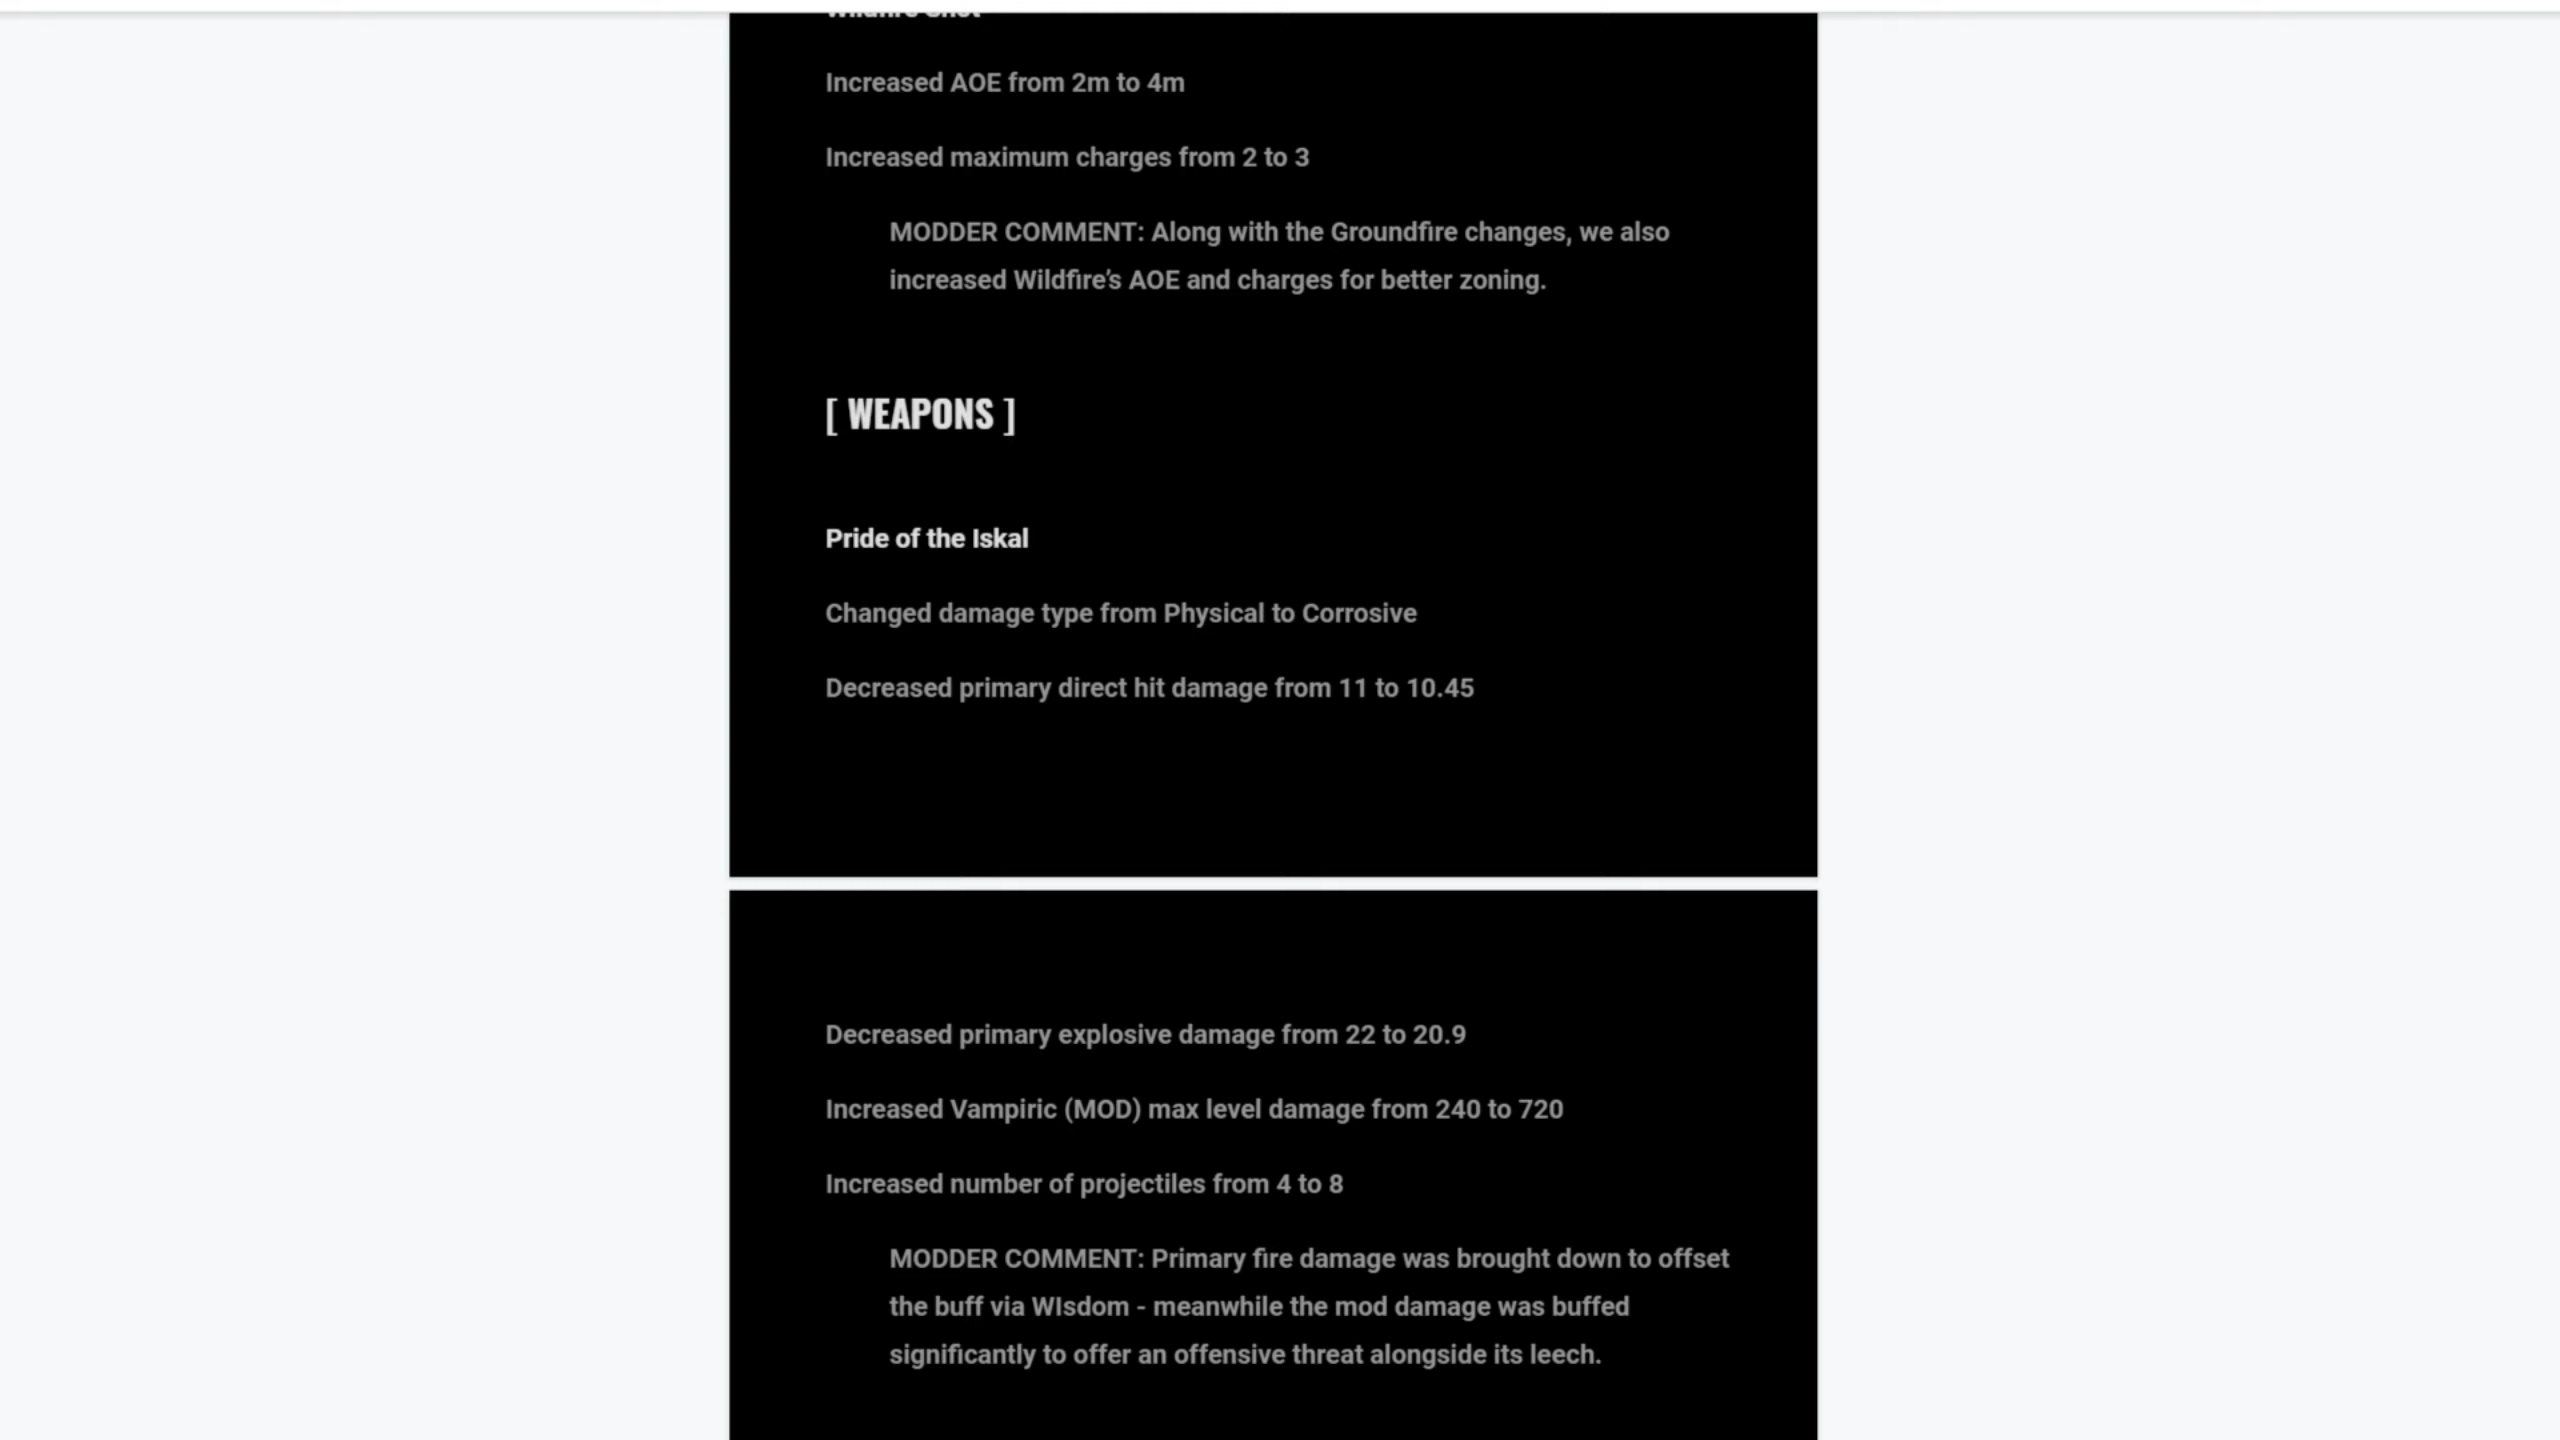 Wildfire Shot
Increased AOE from 2m to 4m
Increased maximum charges from 2 to 3
MODDER COMMENT: Along with the Groundfire changes, we also
increased Wildfire’s AOE and charges for better zoning.
[ WEAPONS ]
Pride of the Iskal
Changed damage type from Physical to Corrosive
Decreased primary direct hit damage from 11 to 10.45
Decreased primary explosive damage from 22 to 20.9
Increased Vampiric (MOD) max level damage from 240 to 720
Increased number of projectiles from 4 to 8
MODDER COMMENT: Primary fire damage was brought down to offset
the buff via WIsdom - meanwhile the mod damage was buffed
significantly to offer an offensive threat alongside its leech.